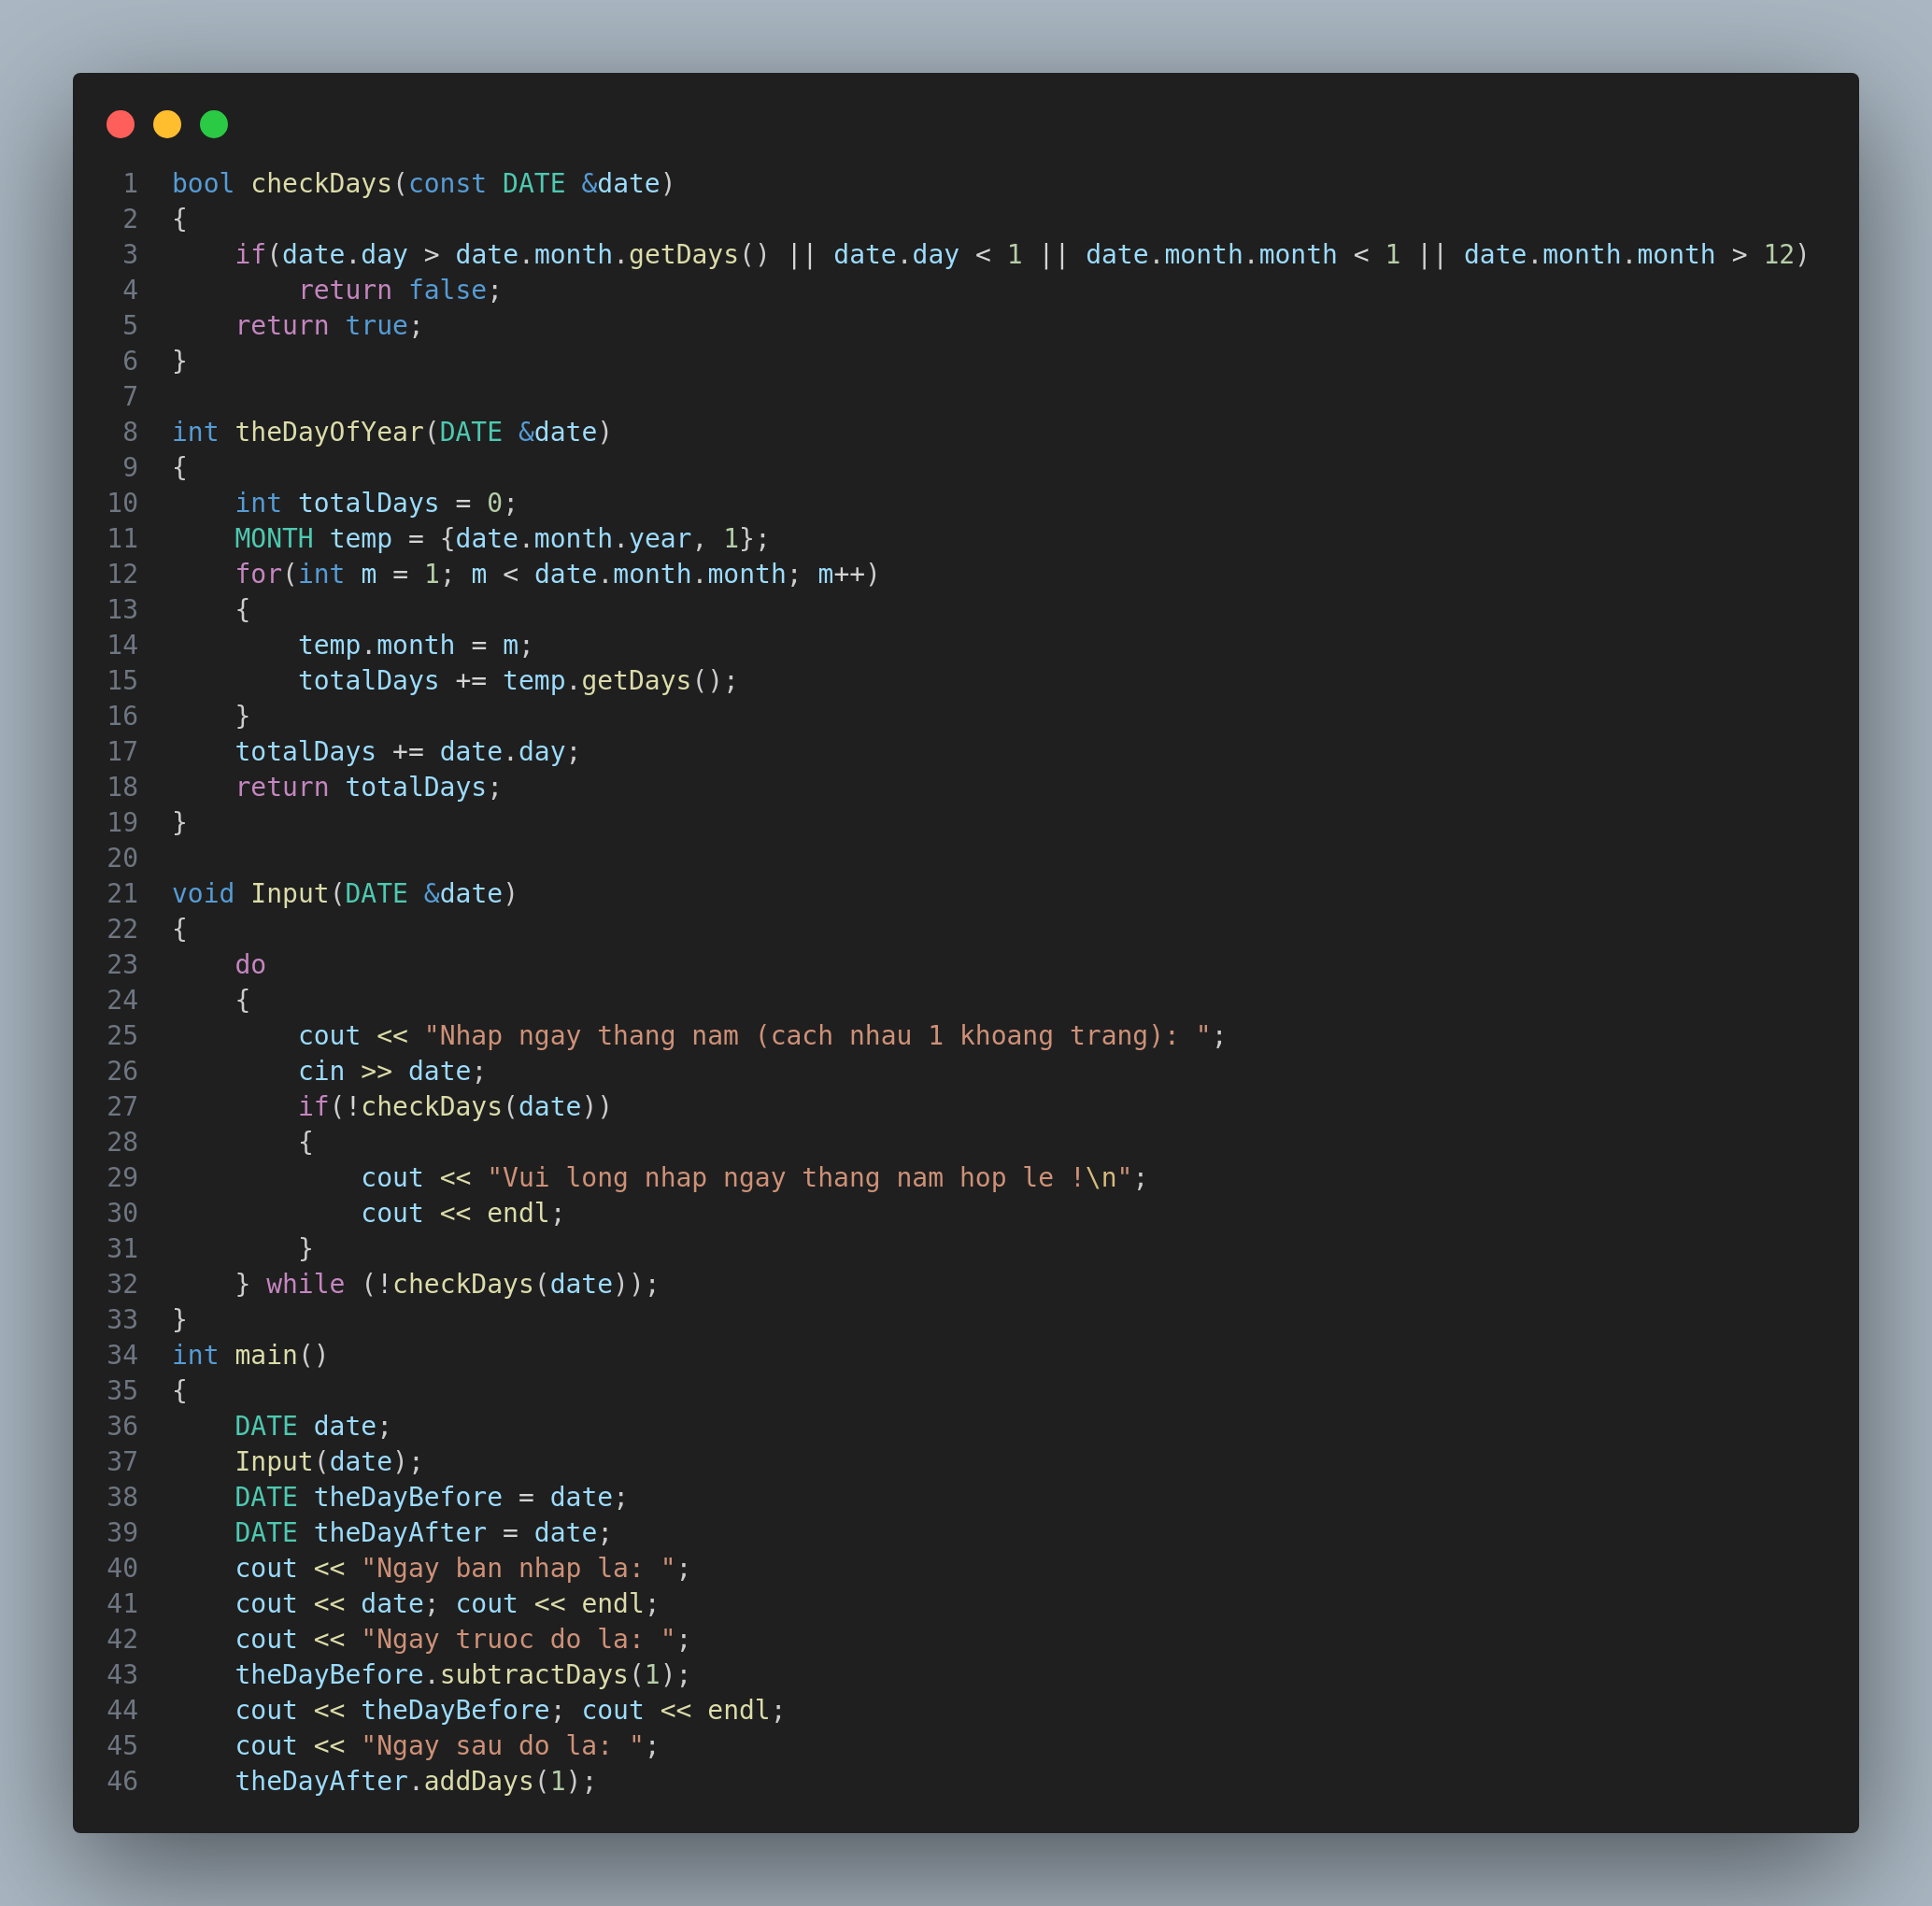 1 bool checkDays(const DATE &date)
2 {
3     if(date.day > date.month.getDays() || date.day < 1 || date.month.month < 1 || date.month.month > 12)
4         return false;
5     return true;
6 }
7
8 int theDayOfYear(DATE &date)
9 {
10     int totalDays = 0;
11     MONTH temp = {date.month.year, 1};
12     for(int m = 1; m < date.month.month; m++)
13     {
14         temp.month = m;
15         totalDays += temp.getDays();
16     }
17     totalDays += date.day;
18     return totalDays;
19 }
20
21 void Input(DATE &date)
22 {
23     do
24     {
25         cout << "Nhap ngay thang nam (cach nhau 1 khoang trang): ";
26         cin >> date;
27         if(!checkDays(date))
28         {
29             cout << "Vui long nhap ngay thang nam hop le !\n";
30             cout << endl;
31         }
32     } while (!checkDays(date));
33 }
34 int main()
35 {
36     DATE date;
37     Input(date);
38     DATE theDayBefore = date;
39     DATE theDayAfter = date;
40     cout << "Ngay ban nhap la: ";
41     cout << date; cout << endl;
42     cout << "Ngay truoc do la: ";
43     theDayBefore.subtractDays(1);
44     cout << theDayBefore; cout << endl;
45     cout << "Ngay sau do la: ";
46     theDayAfter.addDays(1);